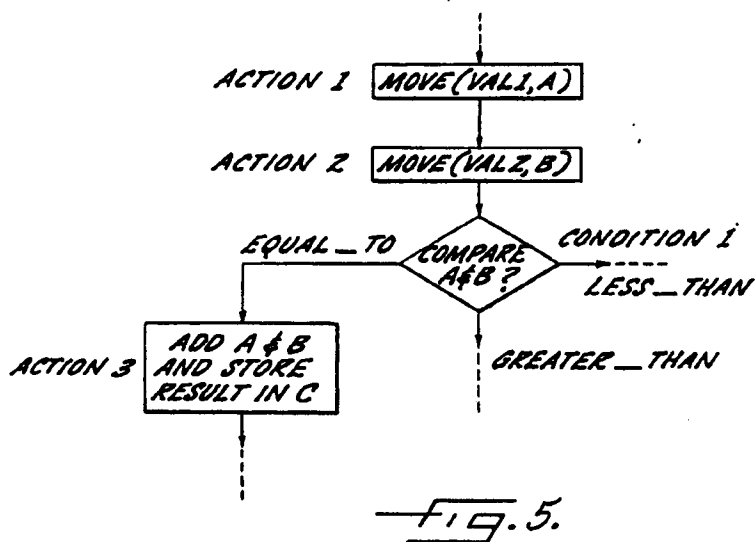 ACTION 1
MOVE(VAL1,A)
ACTION 2
MOVE(VAL2,B)
EQUAL_TO
COMPARE
A&B?
CONDITION 1
LESS_THAN
ACTION 3
ADD A & B
AND STORE
RESULT IN C
GREATER_THAN
Fig. 5.